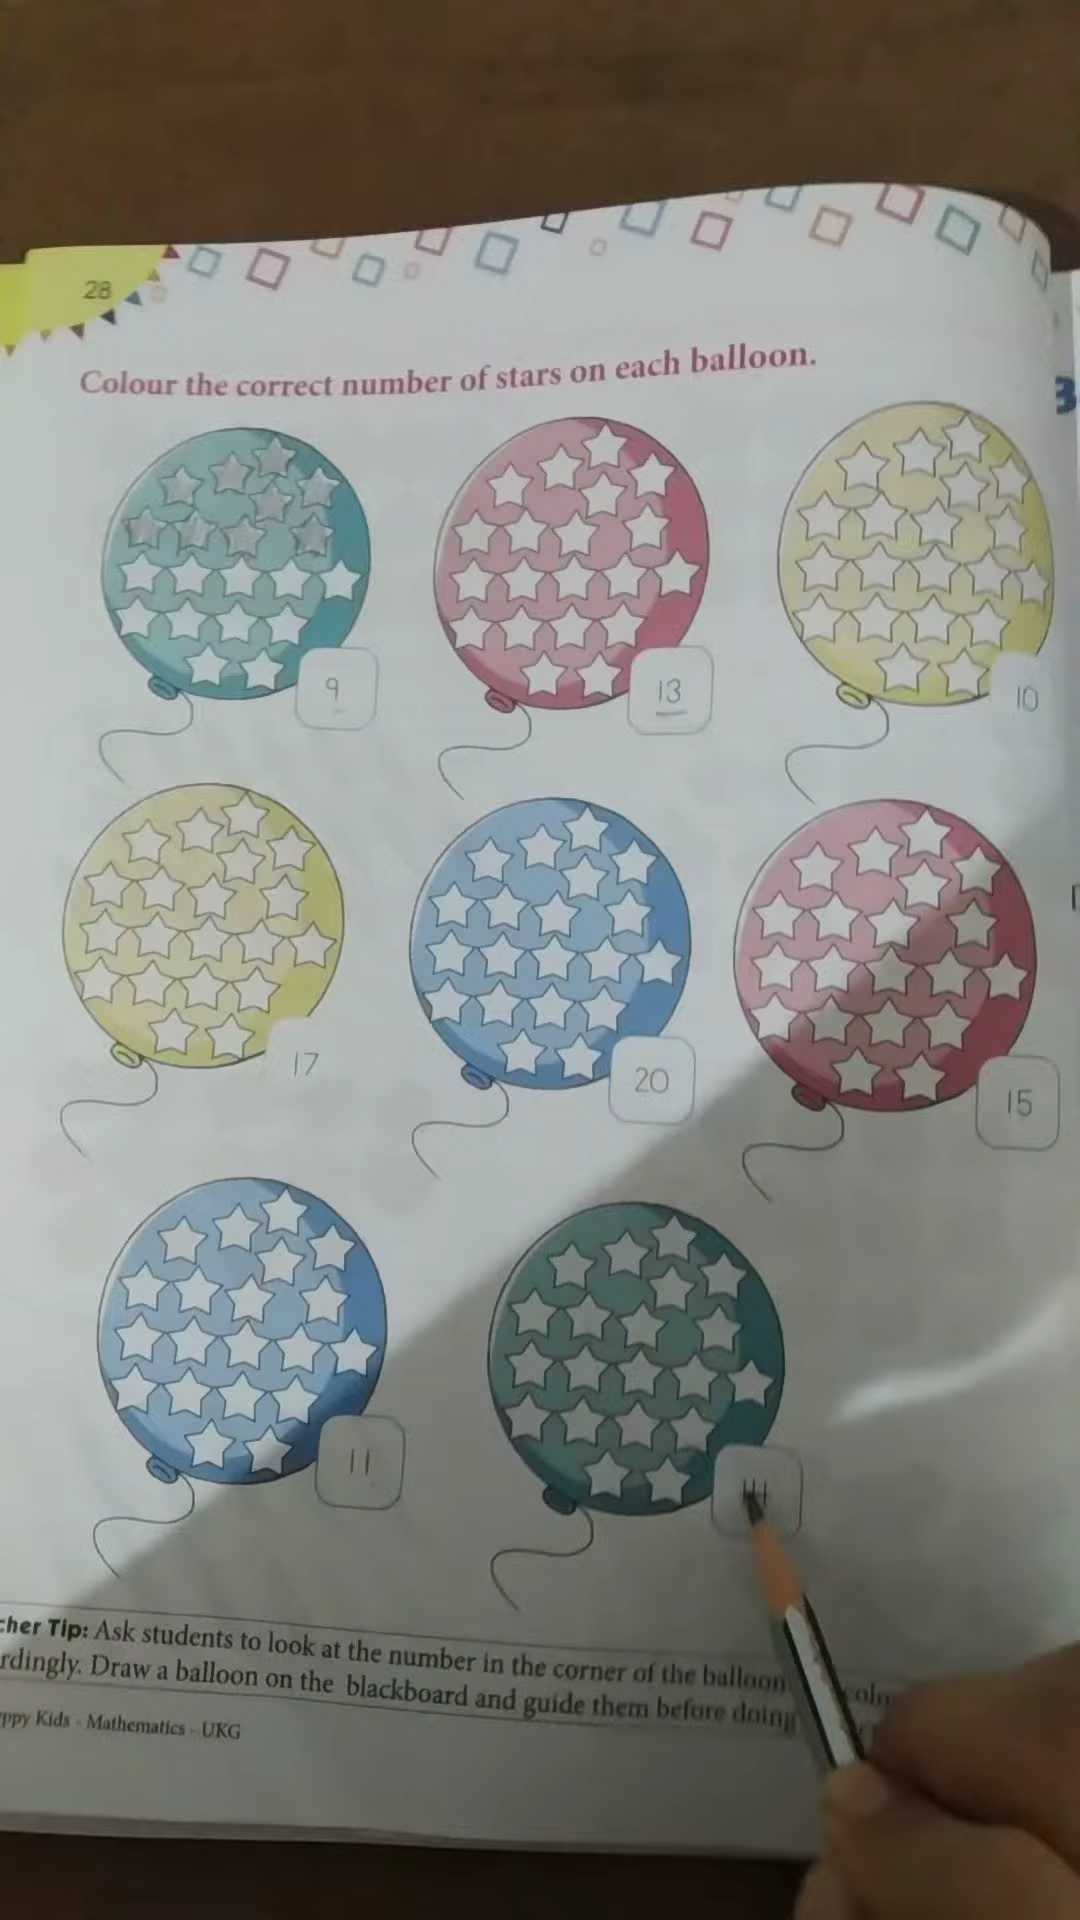 28
Colour the correct number of stars on each balloon.
9
13
10
17
20
15
11
cher Tip: Ask students to look at the number in the corner of the balloon
rdingly. Draw a balloon on the blackboard and guide them before doing
ppy Kids - Mathematics - UKG
3